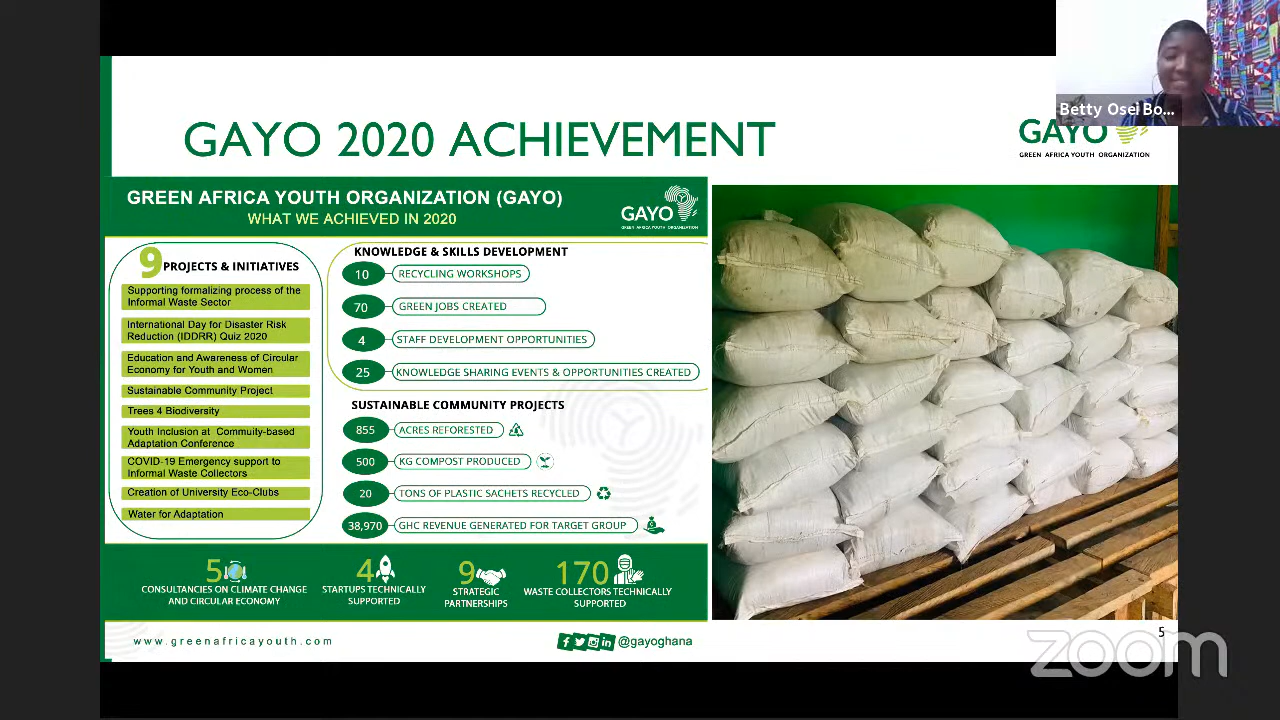 Betty Osei Bo...
GAYO 2020 ACHIEVEMENT
GAYO
GREEN AFRICA YOUTH ORGANIZATION
GREEN AFRICA YOUTH ORGANIZATION (GAYO)
WHAT WE ACHIEVED IN 2020
GAYO
GREEN AFRICA YOUTH ORGANIZATION
9 PROJECTS & INITIATIVES
Supporting formalizing process of the
Informal Waste Sector
International Day for Disaster Risk
Reduction (IDDRR) Quiz 2020
Education and Awareness of Circular
Economy for Youth and Women
Sustainable Community Project
Trees 4 Biodiversity
Youth Inclusion at Commuity-based
Adaptation Conference
COVID-19 Emergency support to
Informal Waste Collectors
Creation of University Eco-Clubs
Water for Adaptation
KNOWLEDGE & SKILLS DEVELOPMENT
10 RECYCLING WORKSHOPS
70 GREEN JOBS CREATED
4 STAFF DEVELOPMENT OPPORTUNITIES
25 KNOWLEDGE SHARING EVENTS & OPPORTUNITIES CREATED
SUSTAINABLE COMMUNITY PROJECTS
855 ACRES REFORESTED
500 KG COMPOST PRODUCED
20 TONS OF PLASTIC SACHETS RECYCLED
38,970 GHC REVENUE GENERATED FOR TARGET GROUP
5
CONSULTANCIES ON CLIMATE CHANGE
AND CIRCULAR ECONOMY
4
STARTUPS TECHNICALLY
SUPPORTED
9
STRATEGIC
PARTNERSHIPS
170
WASTE COLLECTORS TECHNICALLY
SUPPORTED
www.greenafricayouth.com
@gayoghana
5
zoom